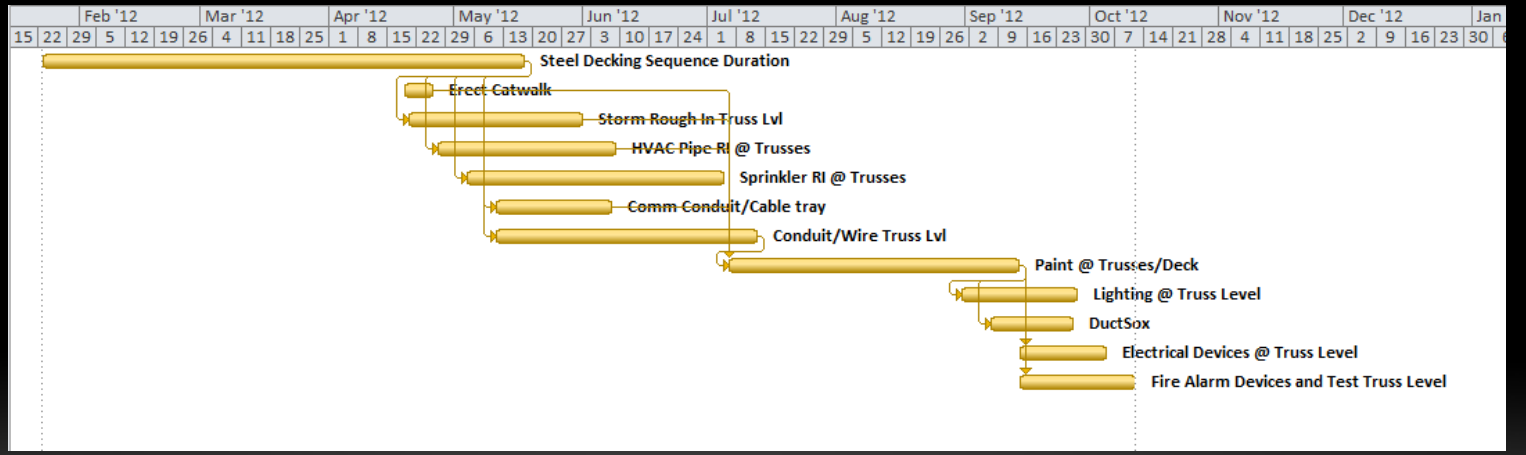 Feb '12 Mar '12 Apr '12 May '12 Jun '12 Jul '12 Aug '12 Sep '12 Oct '12 Nov '12 Dec '12 Jan
15 22 29 5 12 19 26 4 11 18 25 1 8 15 22 29 6 13 20 27 3 10 17 24 1 8 15 22 29 5 12 19 26 2 9 16 23 30 7 14 21 28 4 11 18 25 2 9 16 23 30
Steel Decking Sequence Duration
Erect Catwalk
Storm Rough In Truss Lvl
HVAC Pipe RI @ Trusses
Sprinkler RI @ Trusses
Comm Conduit/Cable tray
Conduit/Wire Truss Lvl
Paint @ Trusses/Deck
Lighting @ Truss Level
DuctSox
Electrical Devices @ Truss Level
Fire Alarm Devices and Test Truss Level